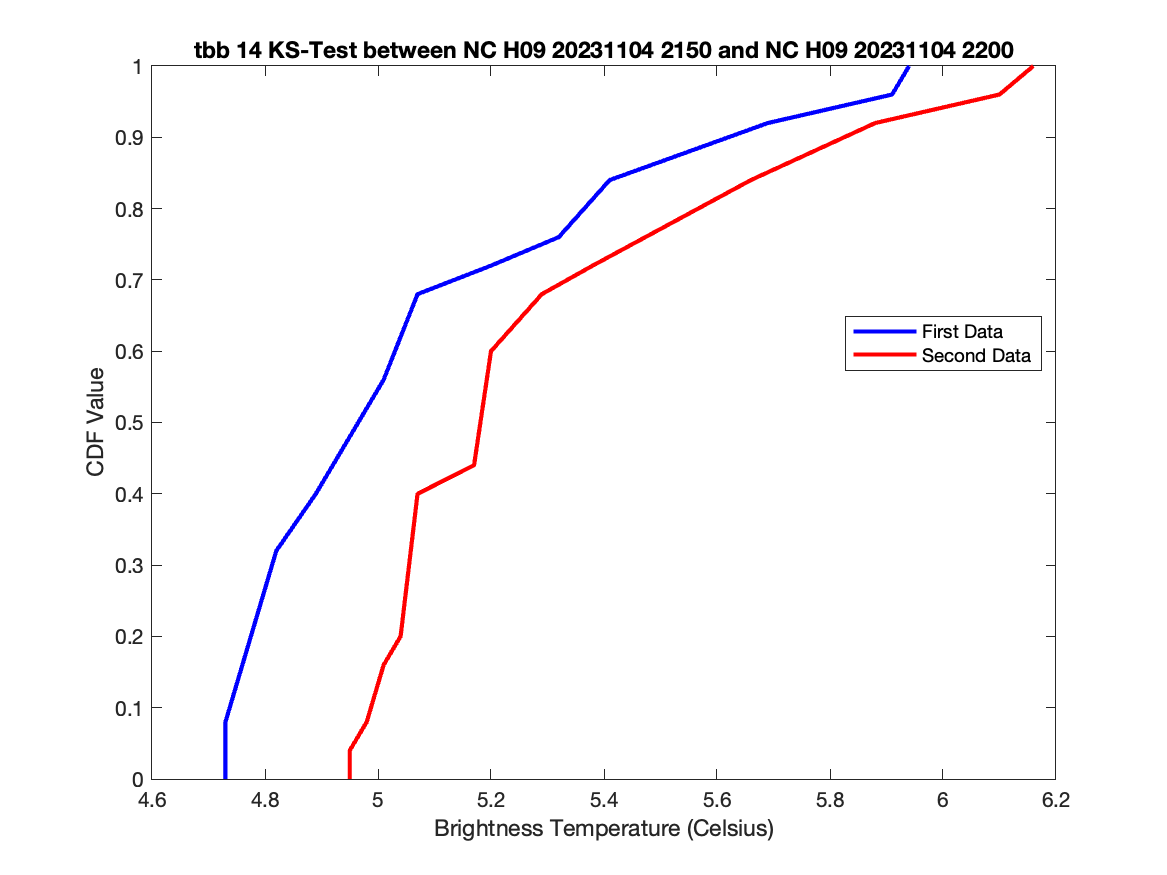 tbb 14 KS-Test between NC H09 20231104 2150 and NC H09 20231104 2200
1
0.9
0.8
0.7
0.6
0.5
0.4
0.3
0.2
0.1
0
CDF Value
First Data
Second Data
4.6 4.8 5 5.2 5.4 5.6 5.8 6 6.2
Brightness Temperature (Celsius)